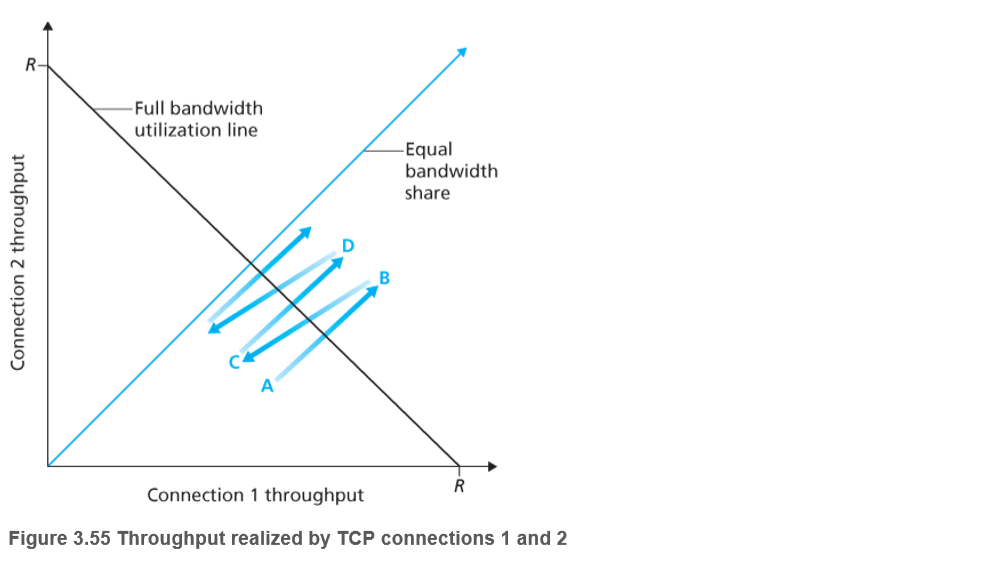 R
Full bandwidth
utilization line
Equal
bandwidth
share
Connection 2 throughput
D
B
C
A
R
Connection 1 throughput
Figure 3.55 Throughput realized by TCP connections 1 and 2